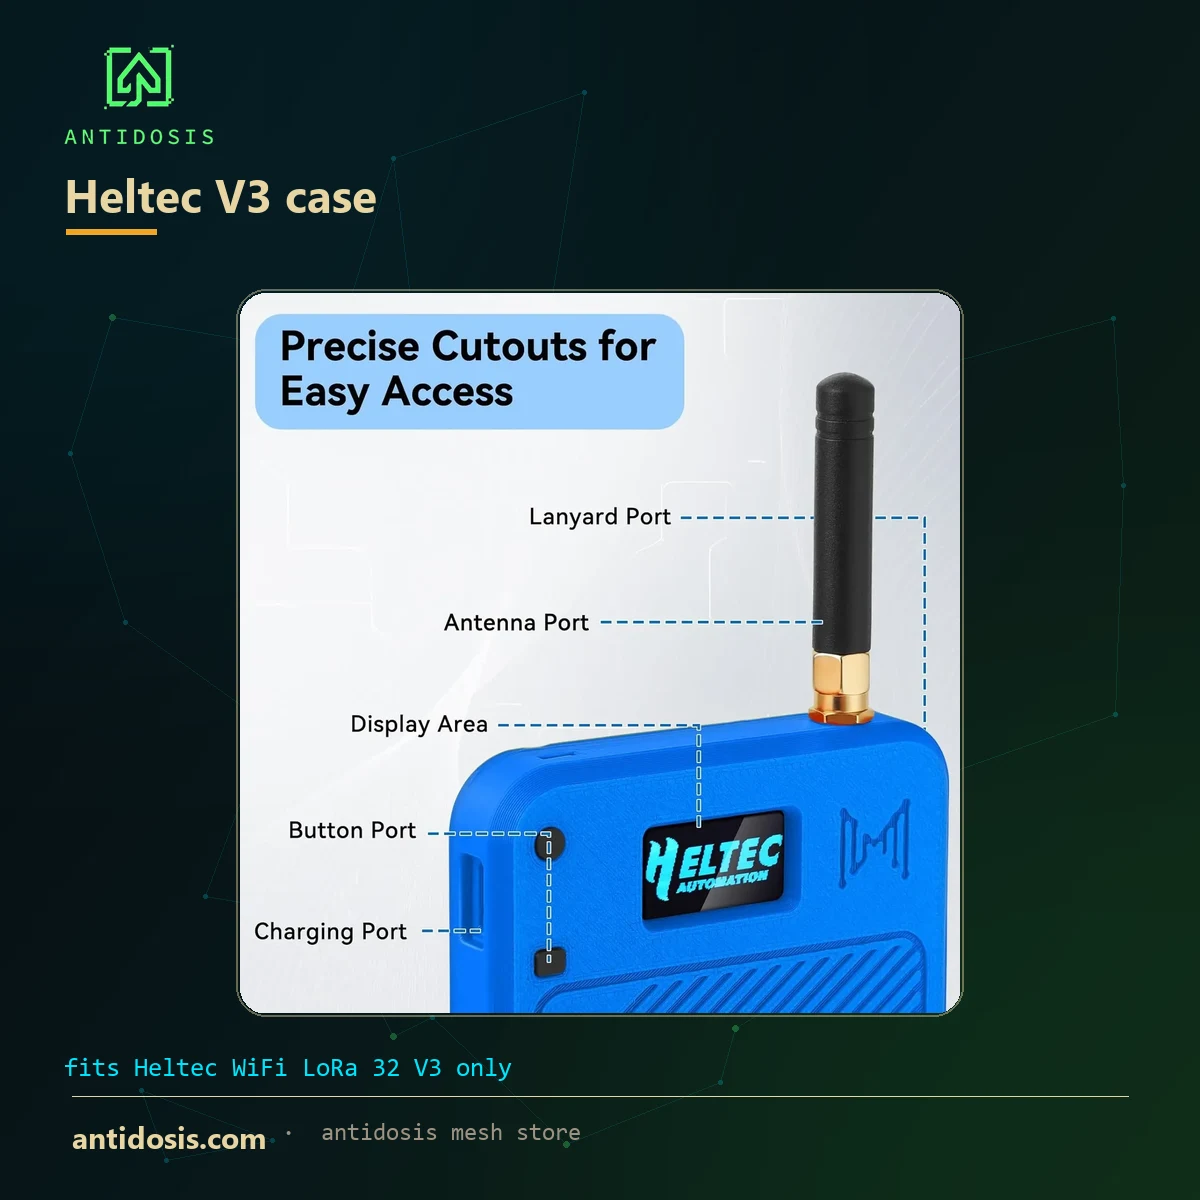 ANTIDOSIS
Heltec V3 case
Precise Cutouts for
Easy Access
Lanyard Port
Antenna Port
Display Area
Button Port
HELTEC
AUTOMATION
Charging Port
fits Heltec WiFi LoRa 32 V3 only
antidosis.com · antidosis mesh store